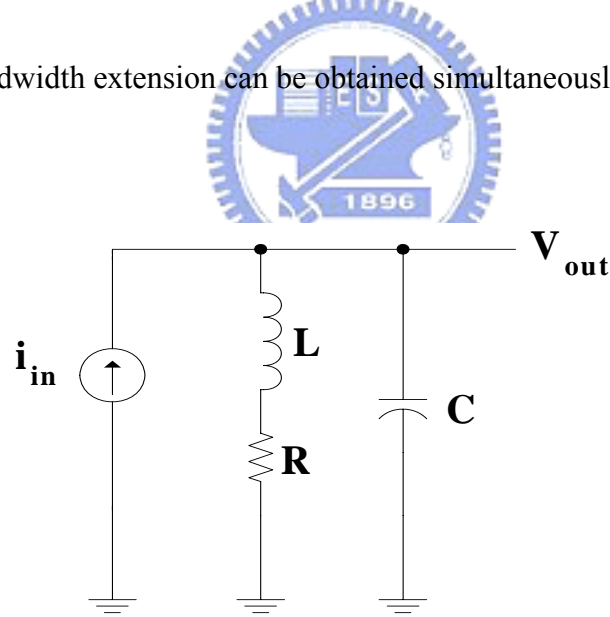 dwidth extension can be obtained simultaneousl
E S
1896
V out
i in
L
C
R